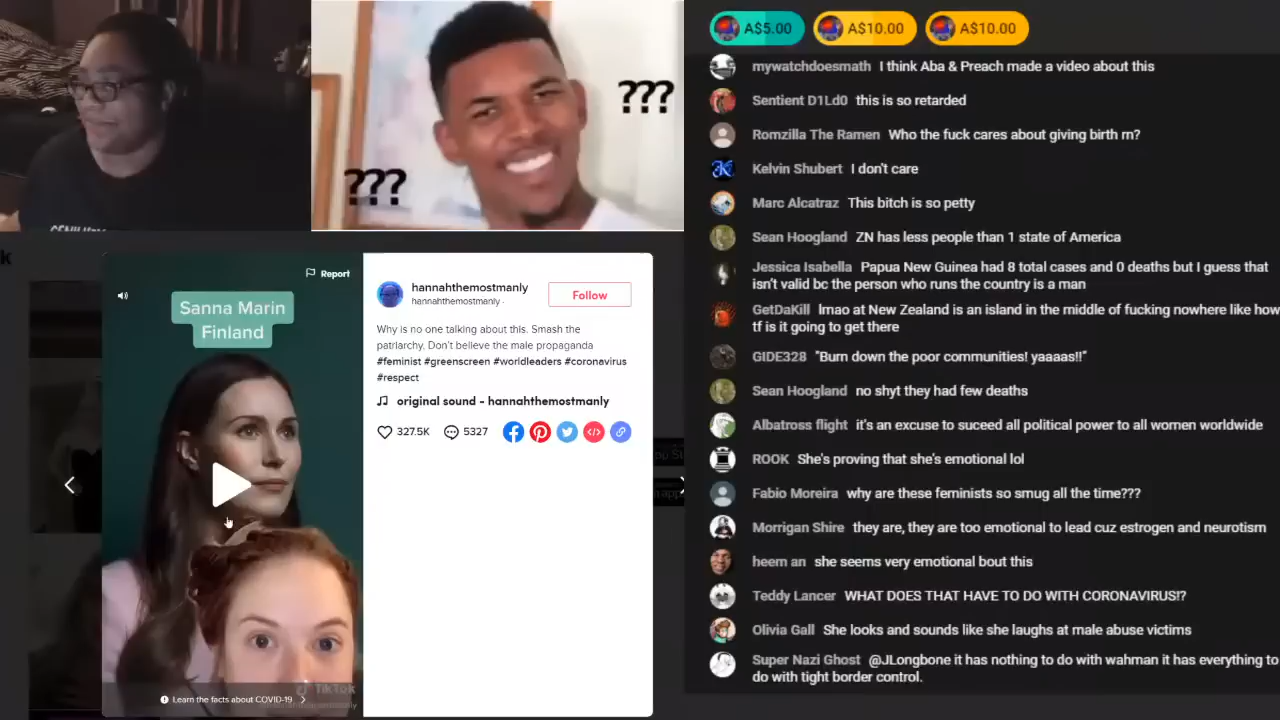 A$5.00
A$10.00
A$10.00
???
???
mywatchdoesmath I think Aba & Preach made a video about this
Sentient D1Ld0 this is so retarded
Romzilla The Ramen Who the fuck cares about giving birth rn?
Kelvin Shubert I don't care
Marc Alcatraz This bitch is so petty
Sean Hoogland ZN has less people than 1 state of America
Jessica Isabella Papua New Guinea had 8 total cases and 0 deaths but I guess that
isn't valid bc the person who runs the country is a man
GetDaKill lmao at New Zealand is an island in the middle of fucking nowhere like how
tf is it going to get there
GIDE328 "Burn down the poor communities! yaaaas!!"
Sean Hoogland no shyt they had few deaths
Albatross flight it's an excuse to suceed all political power to all women worldwide
ROOK She's proving that she's emotional lol
Fabio Moreira why are these feminists so smug all the time???
Morrigan Shire they are, they are too emotional to lead cuz estrogen and neurotism
heem an she seems very emotional bout this
Teddy Lancer WHAT DOES THAT HAVE TO DO WITH CORONAVIRUS!?
Olivia Gall She looks and sounds like she laughs at male abuse victims
Super Nazi Ghost @JLongbone it has nothing to do with wahman it has everything to
do with tight border control.
Report
Sanna Marin
Finland
Learn the facts about COVID-19
TikTok
hannahthemostmanly
hannahthemostmanly ·
Follow
Why is no one talking about this. Smash the
patriarchy. Don't believe the male propaganda
#feminist #greenscreen #worldleaders #coronavirus
#respect
original sound - hannahthemostmanly
327.5K
5327